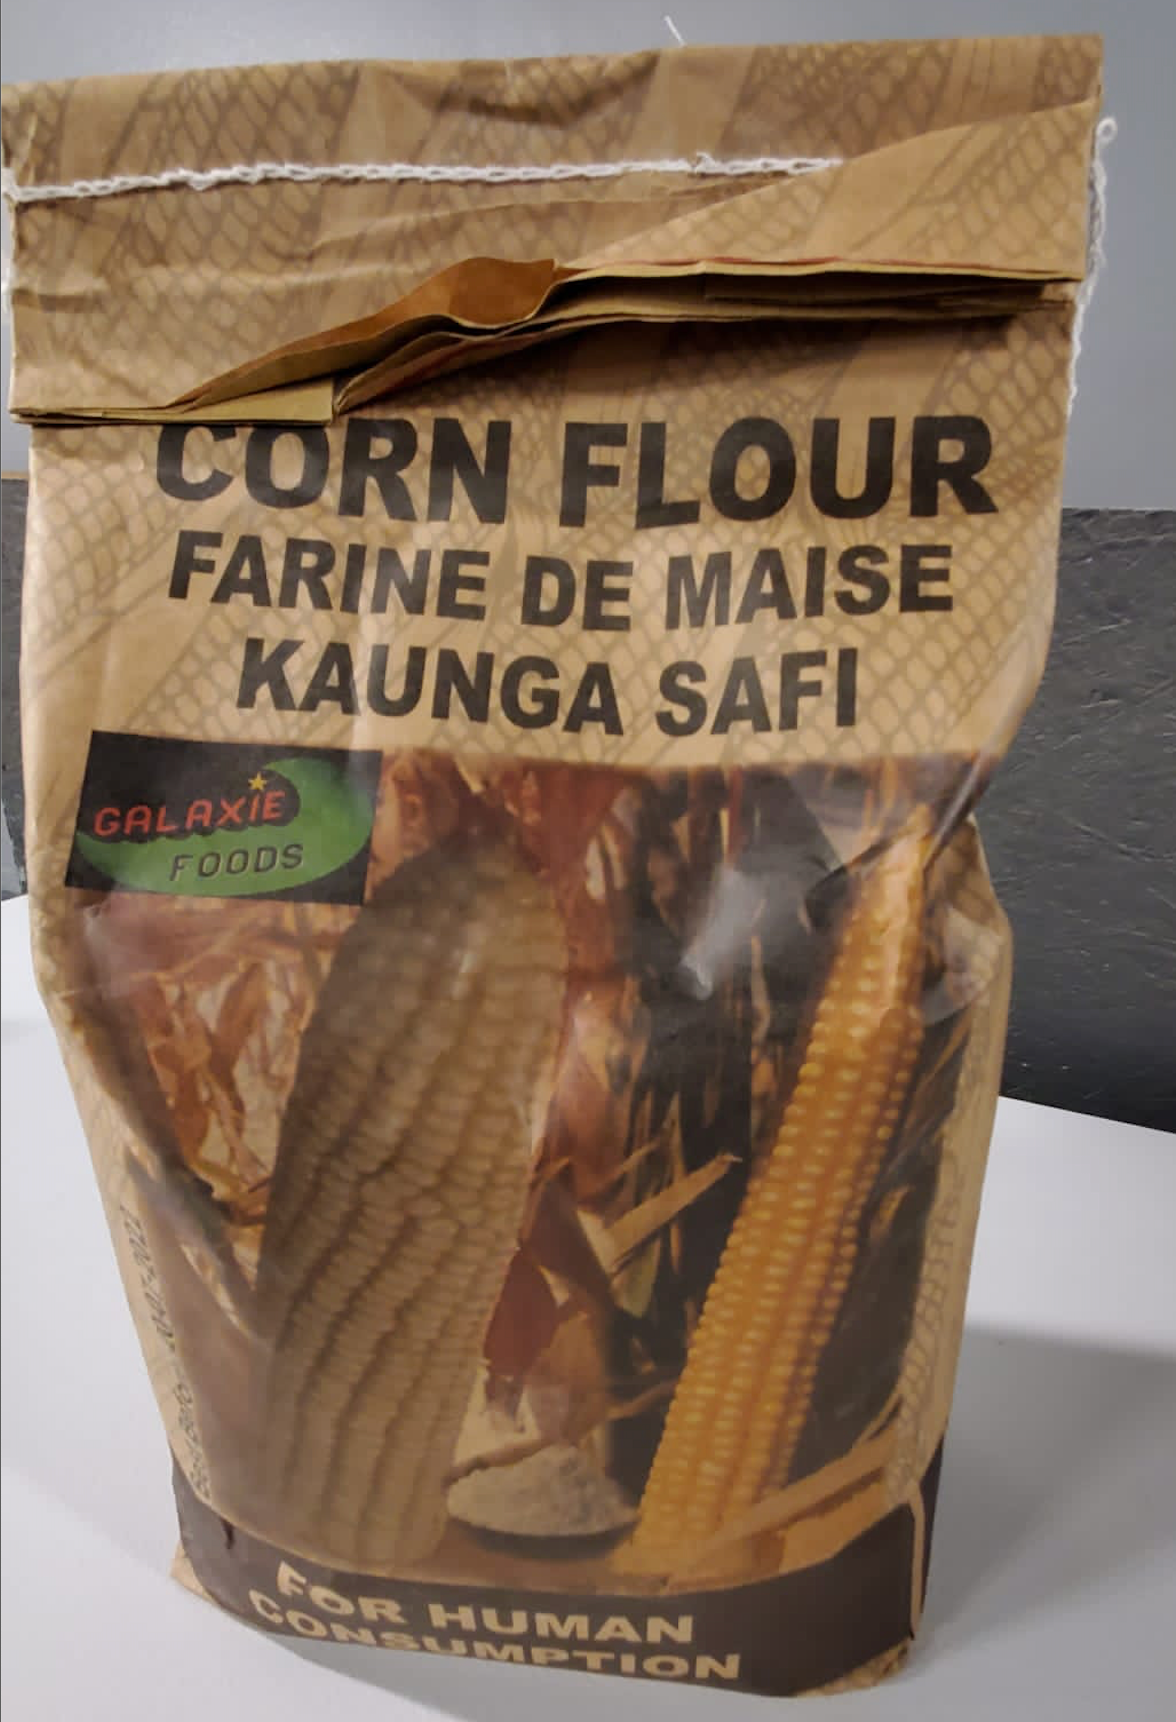 CORN FLOUR
FARINE DE MAISE
KAUNGA SAFI
GALAXIE
FOODS
FOR HUMAN
CONSUMPTION